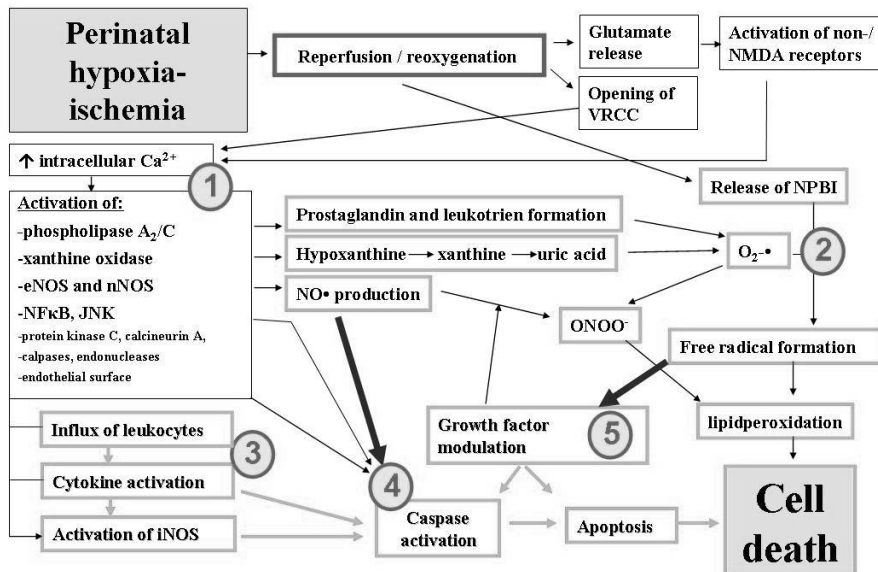 Perinatal
hypoxia-
ischemia
Reperfusion / reoxygenation
Glutamate
release
Activation of non-/
NMDA receptors
Opening of
VRCC
↑ intracellular Ca²⁺
1
Release of NPBI
Activation of:
-phospholipase A₂/C
-xanthine oxidase
-eNOS and nNOS
-NFκB, JNK
-protein kinase C, calcineurin A,
-calpases, endonucleases
-endothelial surface
Prostaglandin and leukotrien formation
Hypoxanthine → xanthine → uric acid
NO• production
O₂-•
2
ONOO⁻
Free radical formation
Growth factor
modulation
5
lipidperoxidation
Influx of leukocytes
3
Cytokine activation
Activation of iNOS
4
Caspase
activation
Apoptosis
Cell
death